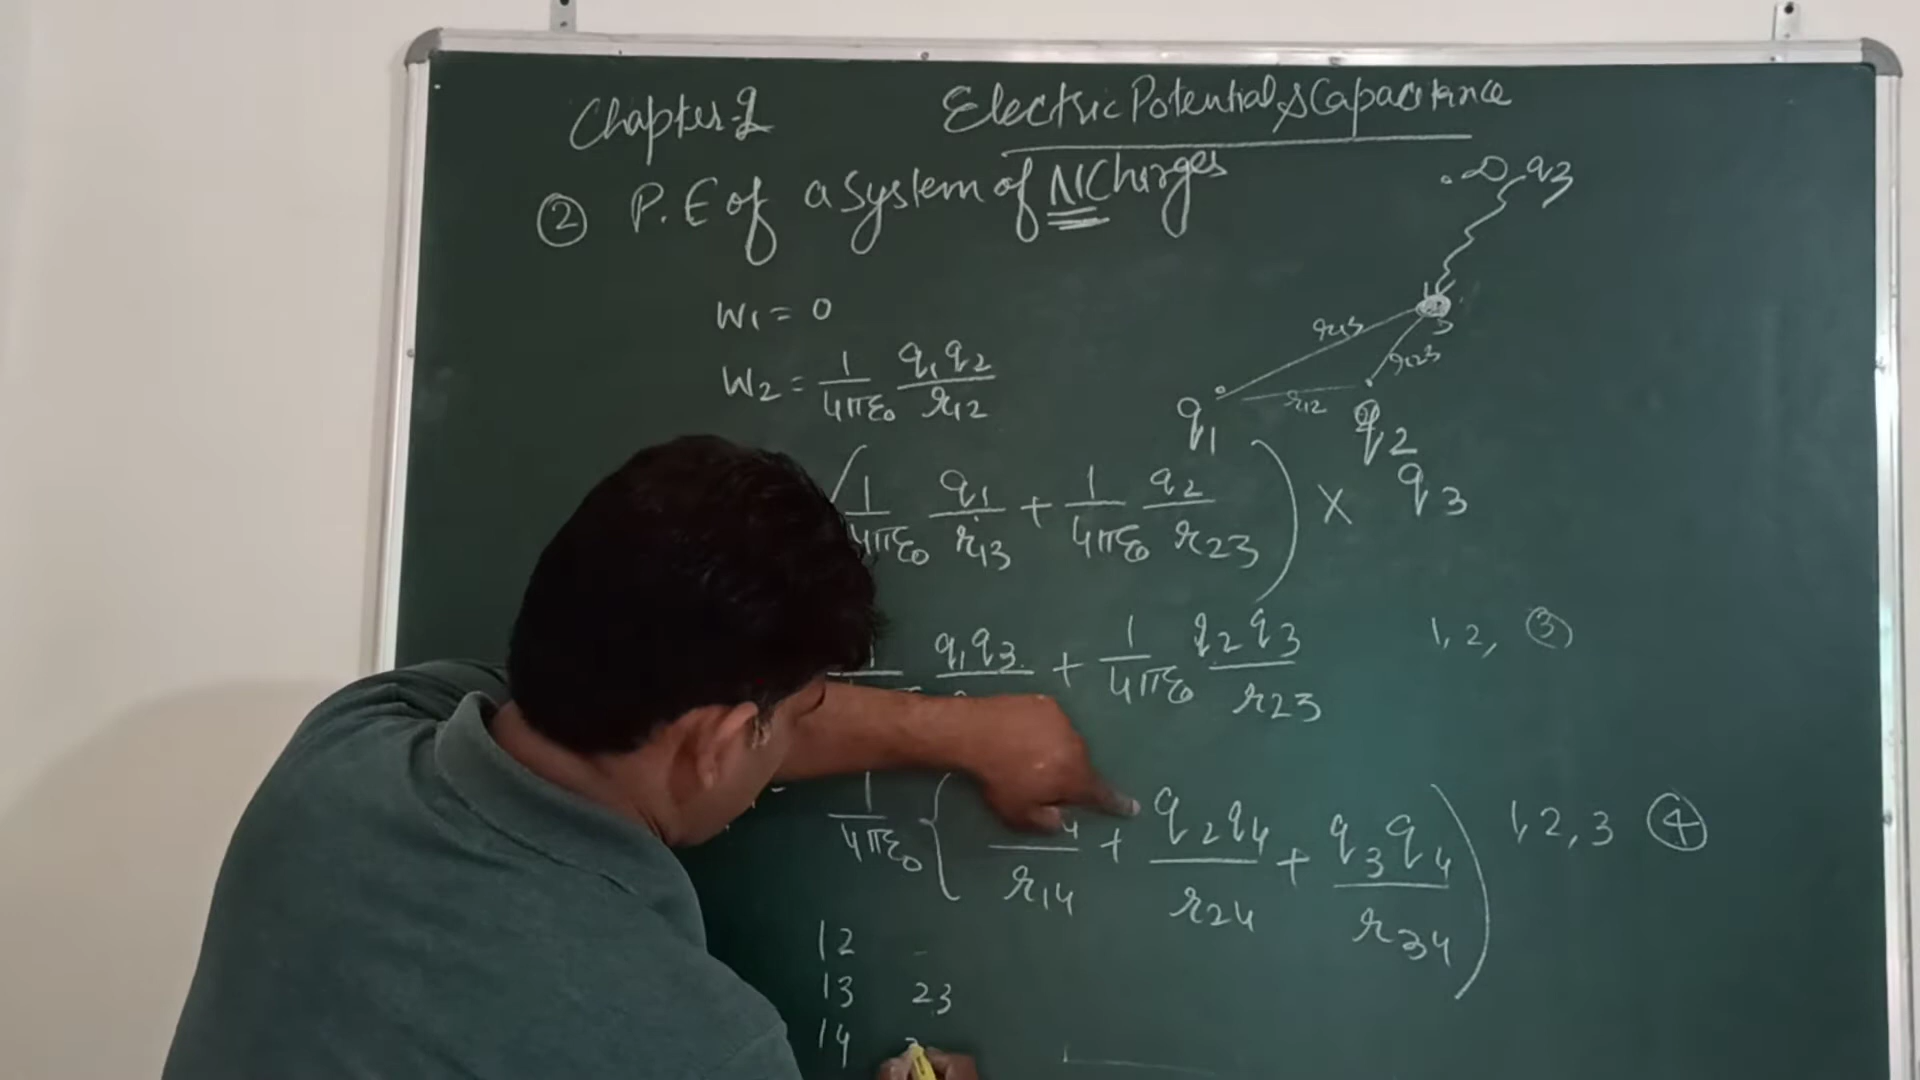 Chapter-2 Electric Potential & Capacitance
② P.E of a System of N Charges
∞ q3
W1 = 0
r13
r23
W2 = 1/4πε0 q1q2/r12
r12
q1 q2
(1/4πε0 q1/r13 + 1/4πε0 q2/r23) × q3
q1q3 + 1/4πε0 q2q3/r23 1, 2, ③
1/4πε0 { /r14 + q2q4/r24 + q3q4/r34 ) 1, 2, 3 ④
12
13 23
14